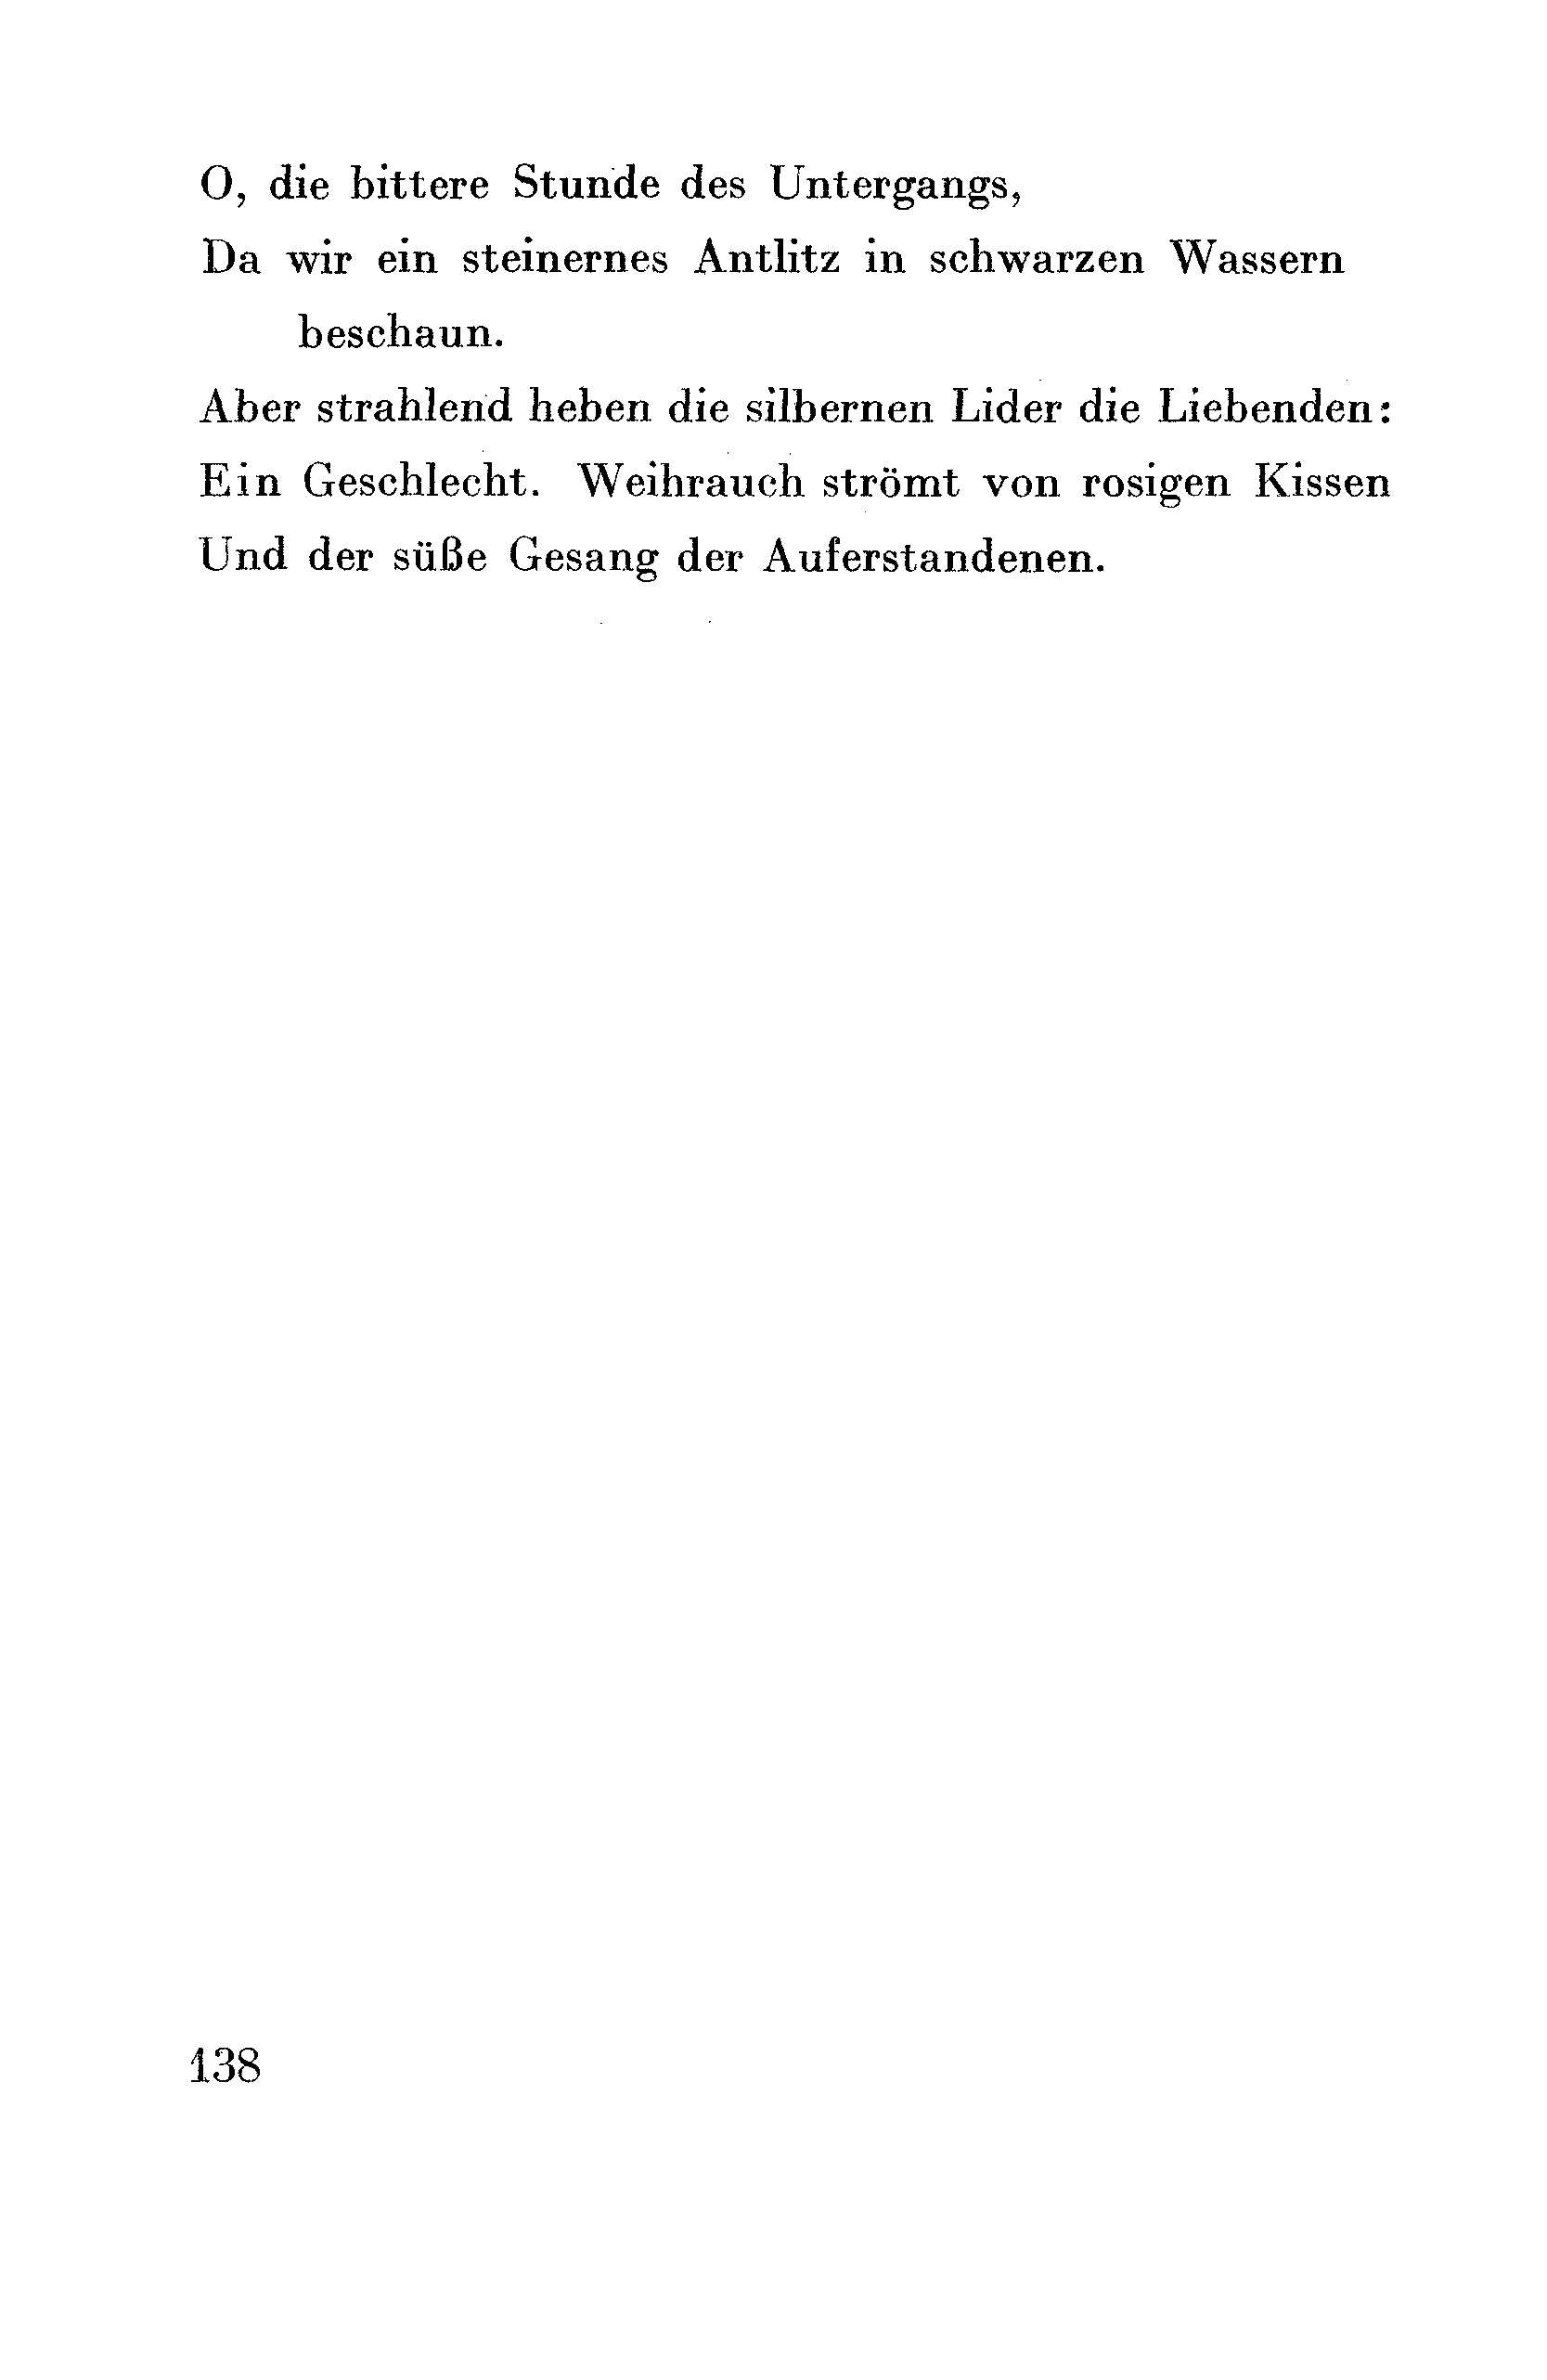 O, die bittere Stunde des Untergangs,
Da wir ein steinernes Antlitz in schwarzen Wassern
beschaun.
Aber strahlend heben die silbernen Lider die Liebenden:
Ein Geschlecht. Weihrauch strömt von rosigen Kissen
Und der süße Gesang der Auferstandenen.
138